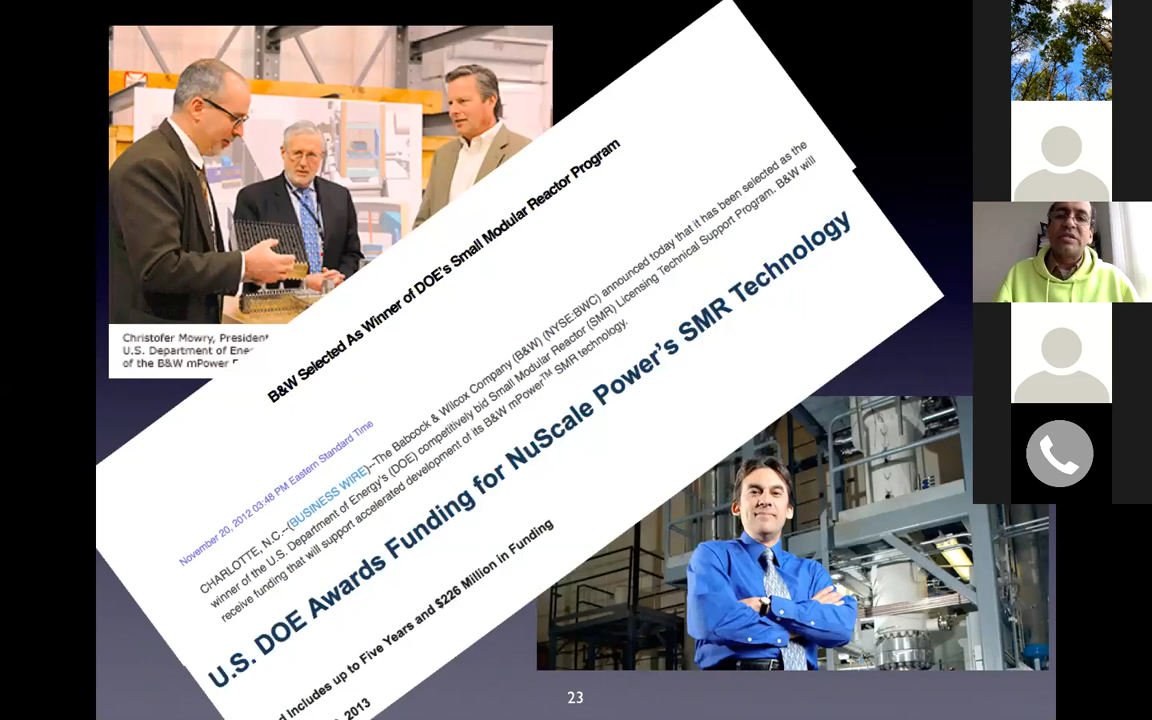 Christofer Mowry, President
U.S. Department of Ene
of the B&W mPower
B&W Selected As Winner of DOE's Small Modular Reactor Program
November 20, 2012 03:48 PM Eastern Standard Time
CHARLOTTE, N.C.--(BUSINESS WIRE)--The Babcock & Wilcox Company (B&W) (NYSE:BWC) announced today that it has been selected as the
winner of the U.S. Department of Energy's (DOE) competitively bid Small Modular Reactor (SMR) Licensing Technical Support Program. B&W will
receive funding that will support accelerated development of its B&W mPower™ SMR technology.
U.S. DOE Awards Funding for NuScale Power's SMR Technology
d Includes up to Five Years and $226 Million in Funding
2013
23